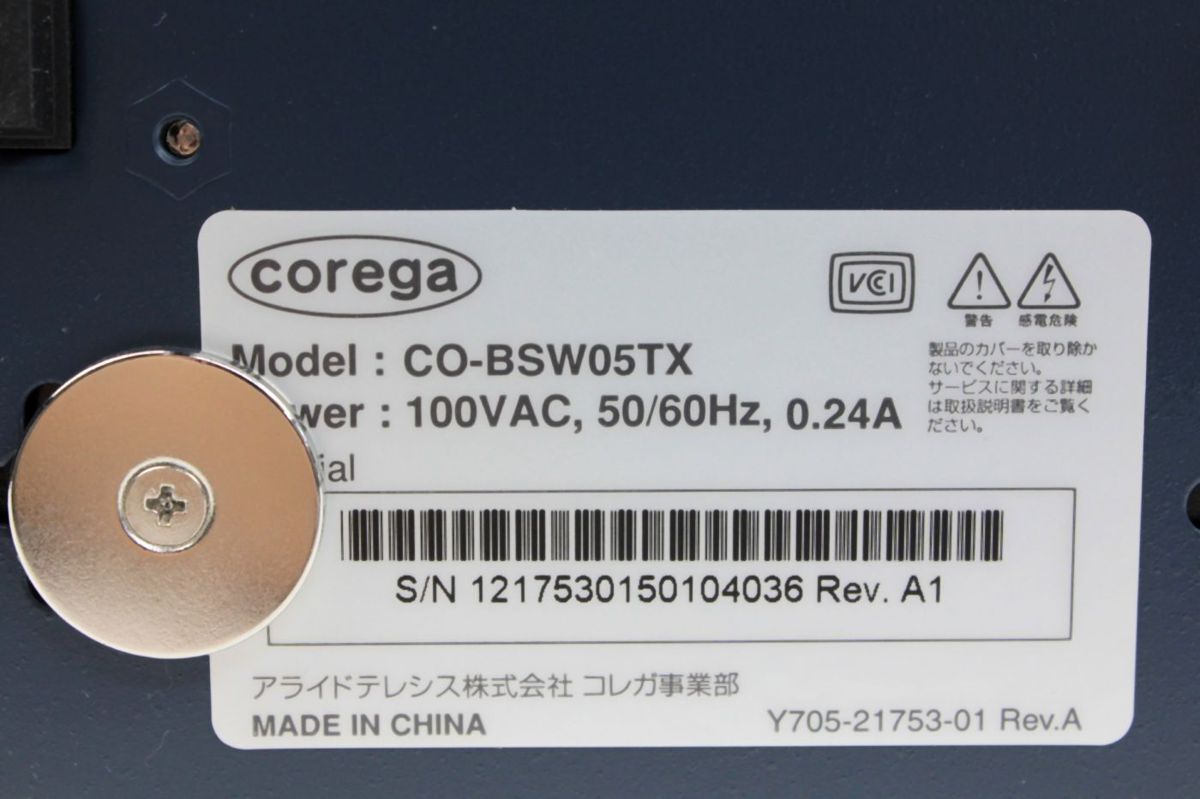 corega
VCCI
警告 感電危険
Model : CO-BSW05TX
製品のカバーを取り除か
ないでください。
サービスに関する詳細
は取扱説明書をご覧く
ださい。
wer : 100VAC, 50/60Hz, 0.24A
ial
S/N 1217530150104036 Rev. A1
アライドテレシス株式会社 コレガ事業部
MADE IN CHINA
Y705-21753-01 Rev.A